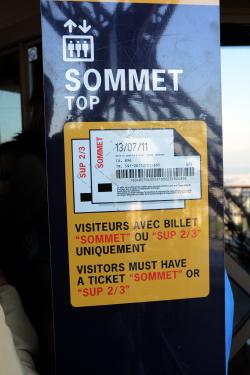 SOMMET
TOP
SUP 2/3
SOMMET
13/07/11
VISITEURS AVEC BILLET
"SOMMET" OU "SUP 2/3"
UNIQUEMENT
VISITORS MUST HAVE
A TICKET "SOMMET" OR
"SUP 2/3"